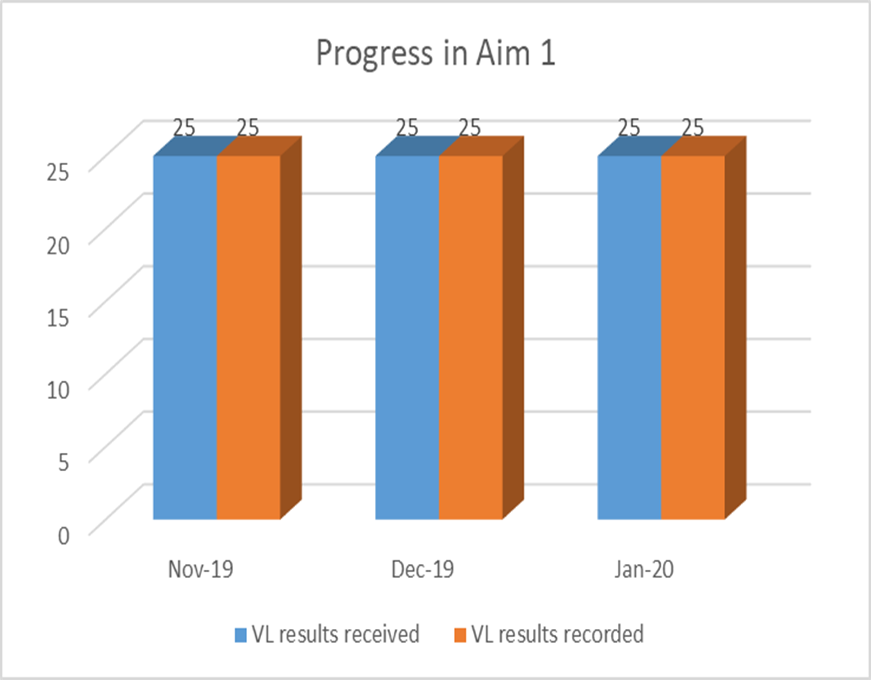 Progress in Aim 1
25 25 25 25 25 25
25
20
15
10
5
0
Nov-19 Dec-19 Jan-20
VL results received VL results recorded